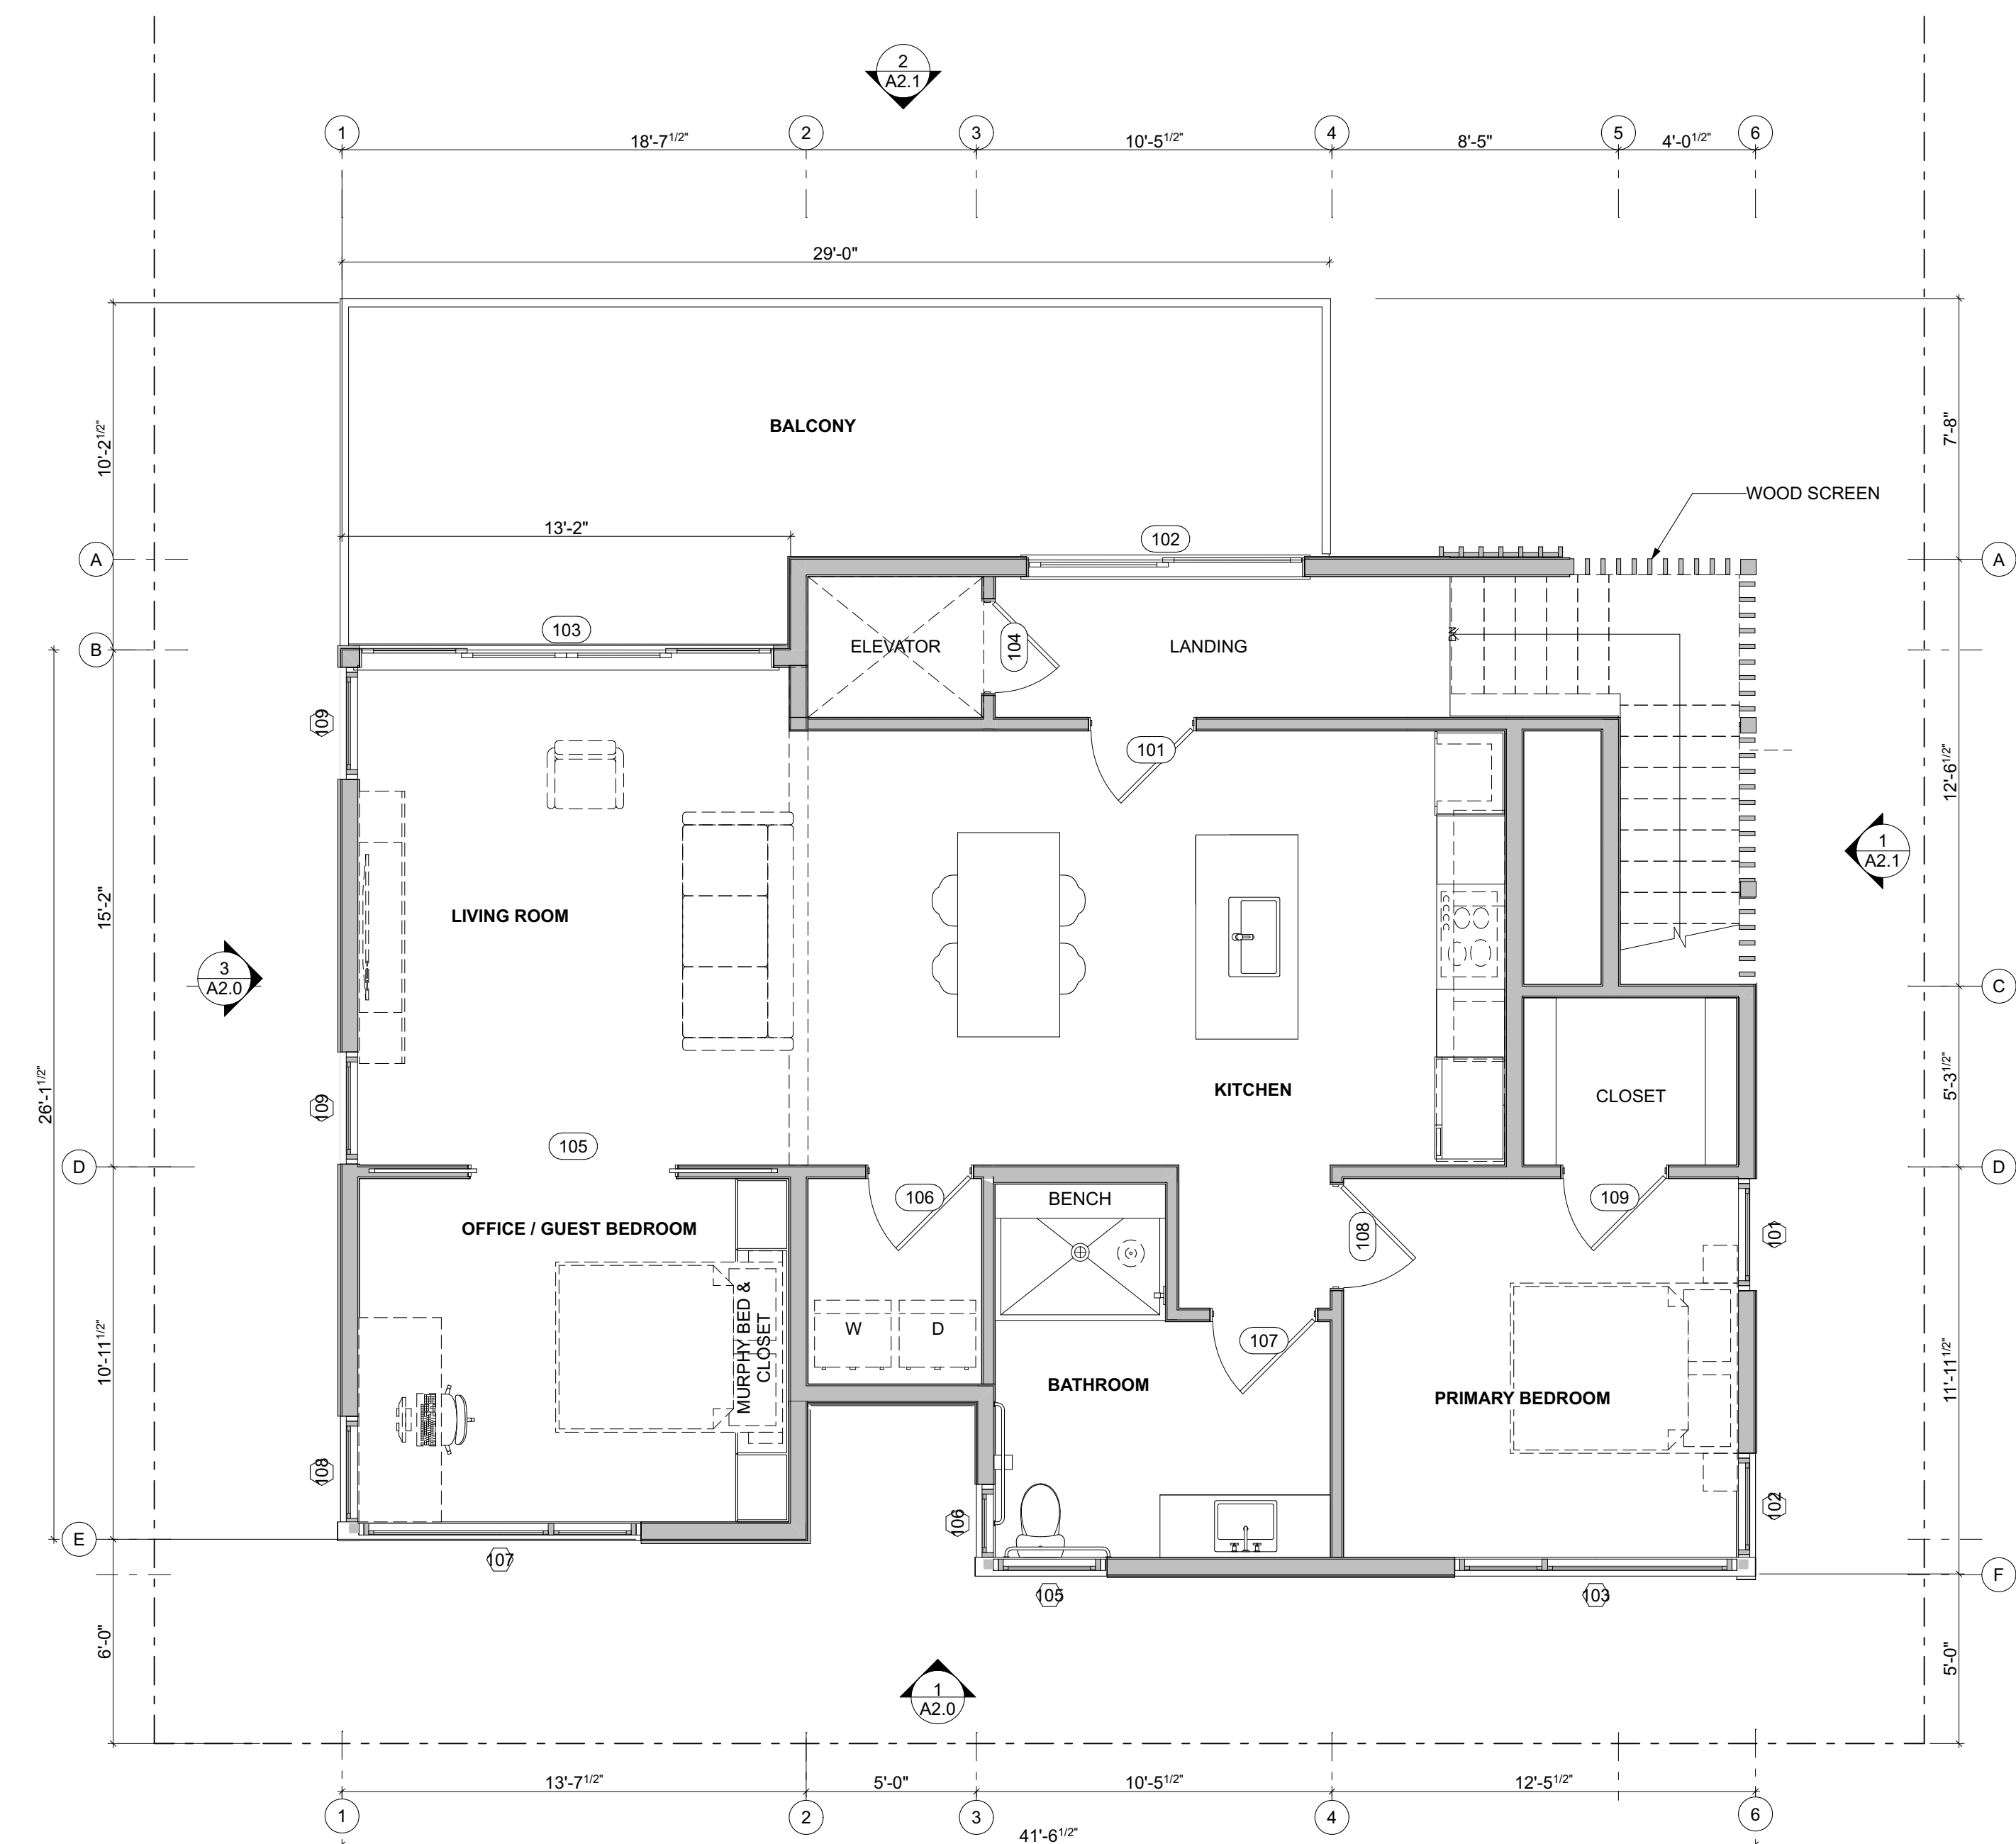 2
A2.1
1 2 3 4 5 6
18'-7 1/2" 10'-5 1/2" 8'-5" 4'-0 1/2"
29'-0"
BALCONY
10'-2 1/2"
7'-8"
WOOD SCREEN
13'-2"
102
A
A
103
ELEVATOR
104
LANDING
DN
B
109
101
12'-6 1/2"
1
A2.1
15'-2"
LIVING ROOM
3
A2.0
C
26'-1 1/2"
109
KITCHEN
CLOSET
5'-3 1/2"
105
D
D
106
BENCH
109
OFFICE / GUEST BEDROOM
108
101
MURPHY BED &
CLOSET
W
D
107
10'-11 1/2"
BATHROOM
PRIMARY BEDROOM
11'-11 1/2"
108
106
102
E
107
F
105
103
6'-0"
5'-0"
1
A2.0
13'-7 1/2" 5'-0" 10'-5 1/2" 12'-5 1/2"
1 2 3 4 6
41'-6 1/2"